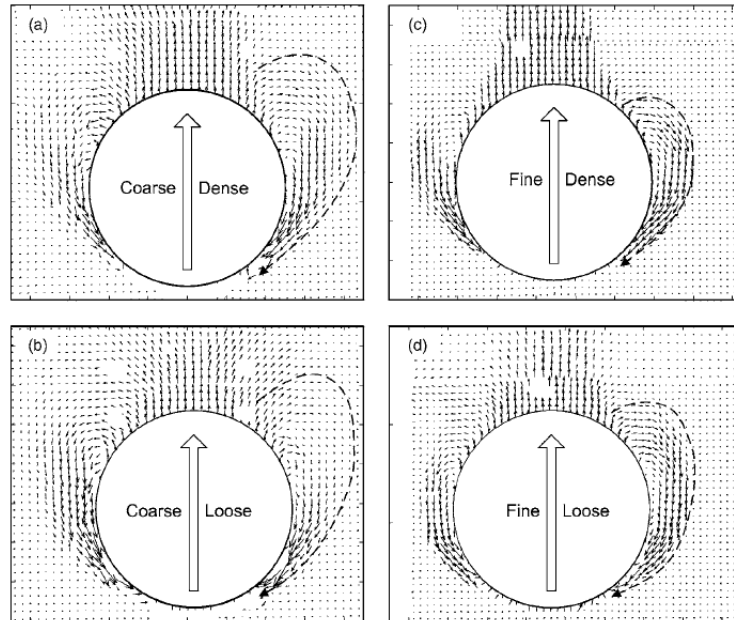 (a)
Coarse Dense
(c)
Fine Dense
(b)
Coarse Loose
(d)
Fine Loose